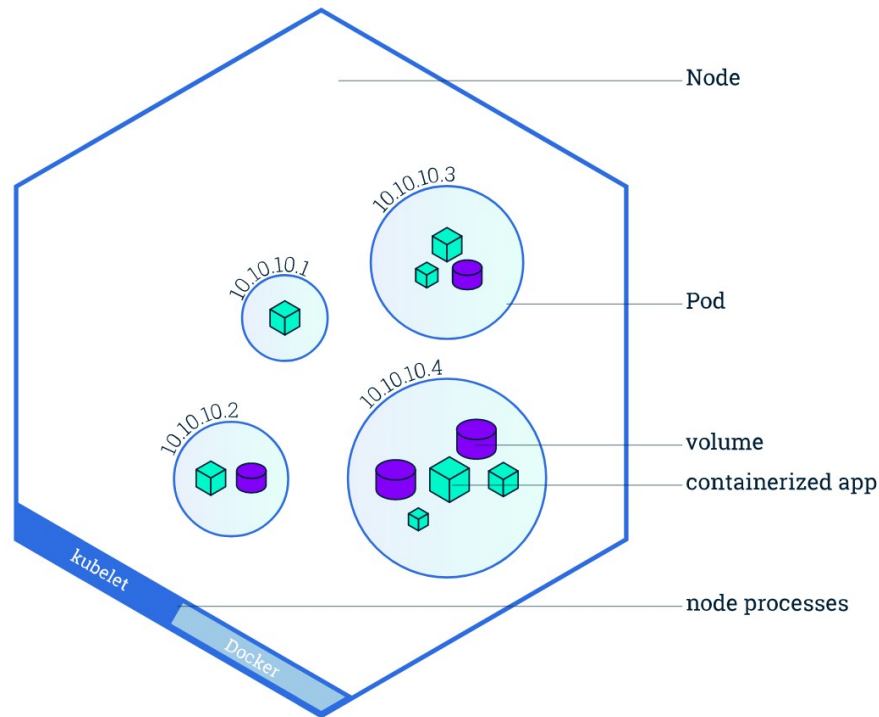 Node
10.10.10.3
10.10.10.1
Pod
10.10.10.4
10.10.10.2
volume
containerized app
kubelet
node processes
Docker